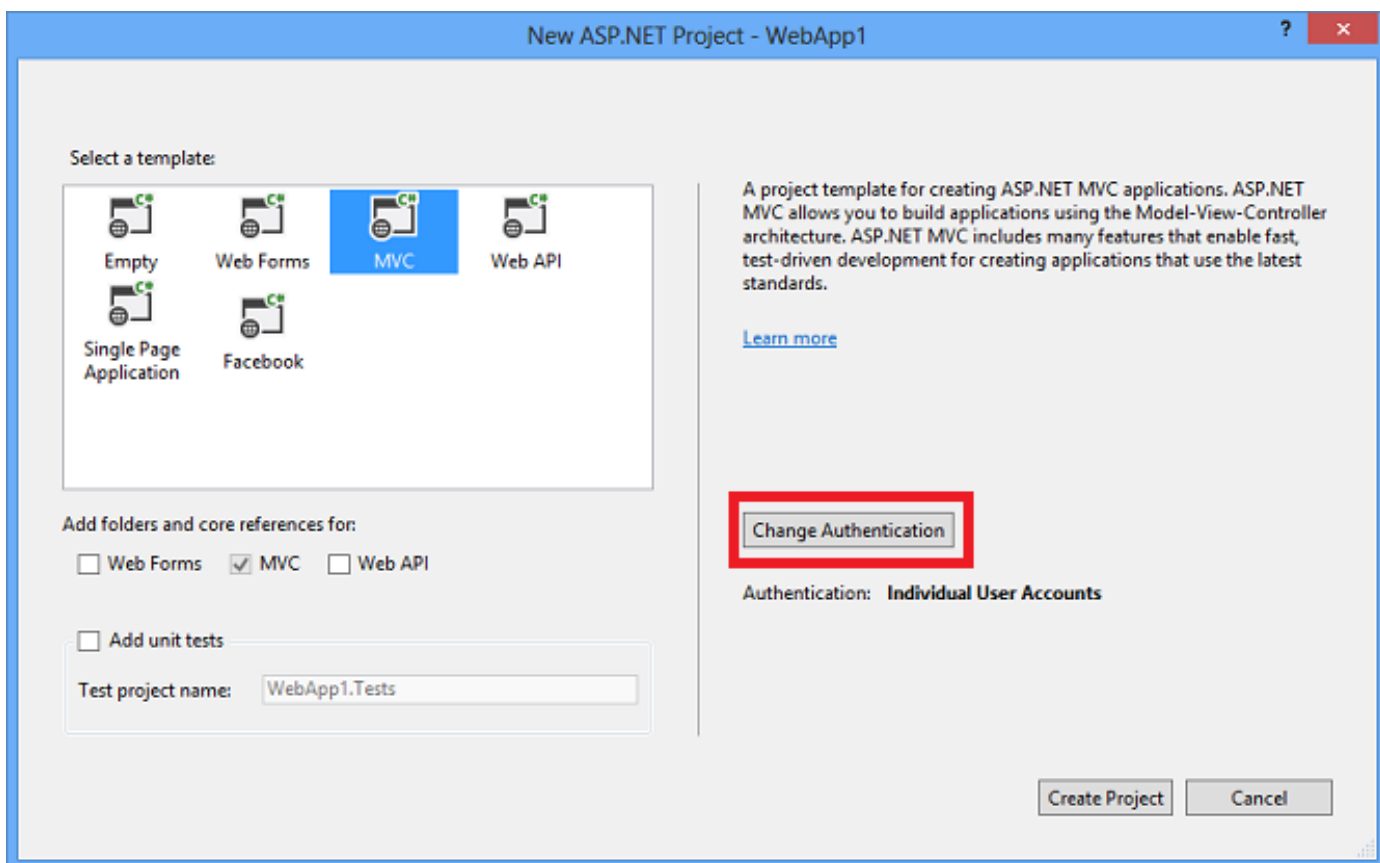 New ASP.NET Project - WebApp1
?
×
Select a template:
C#
C#
C#
C#
Empty
Web Forms
MVC
Web API
C#
C#
Single Page
Application
Facebook
A project template for creating ASP.NET MVC applications. ASP.NET
MVC allows you to build applications using the Model-View-Controller
architecture. ASP.NET MVC includes many features that enable fast,
test-driven development for creating applications that use the latest
standards.
Learn more
Add folders and core references for:
Web Forms
MVC
Web API
Change Authentication
Authentication: Individual User Accounts
Add unit tests
Test project name:
WebApp1.Tests
Create Project
Cancel